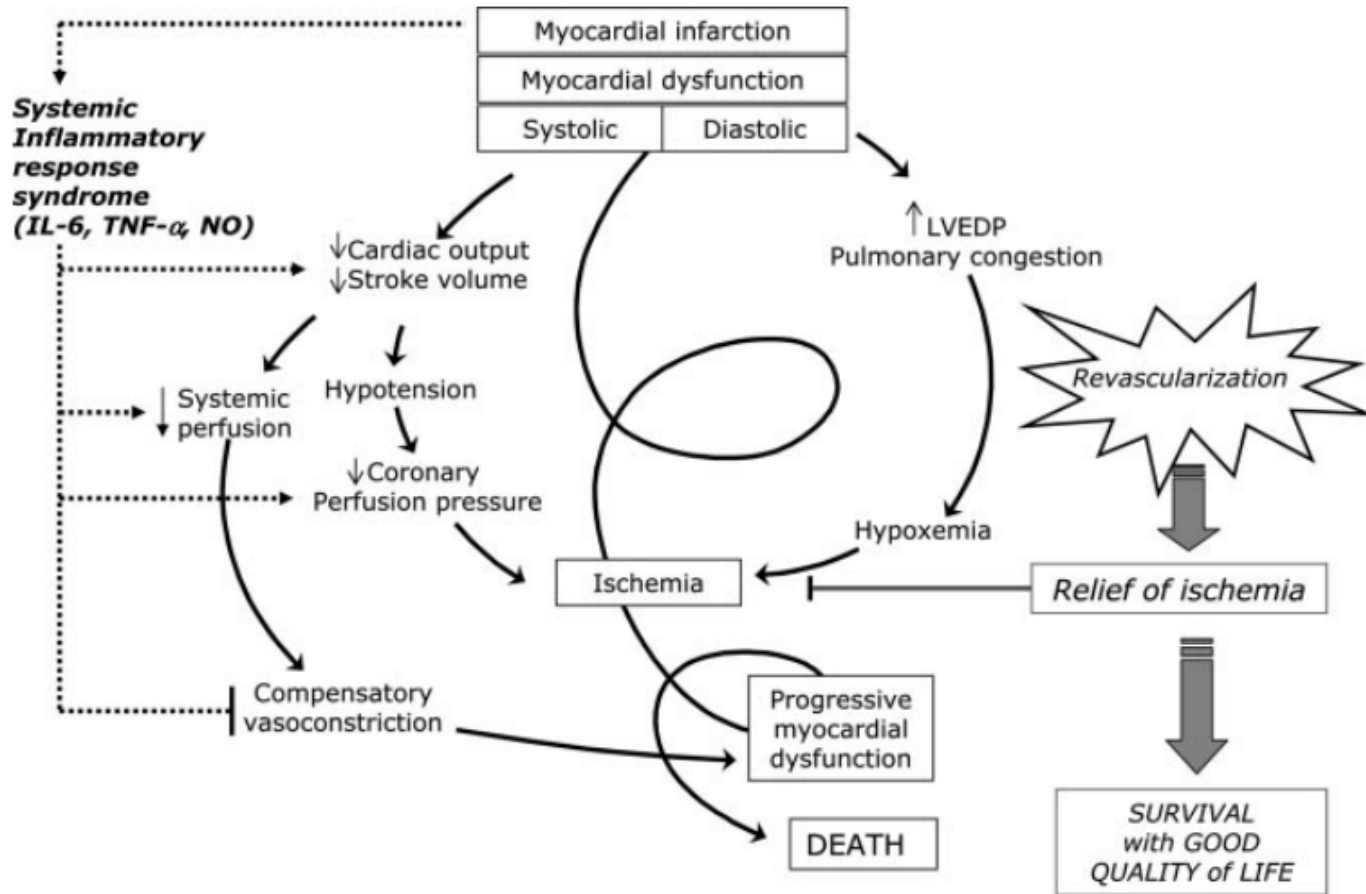 Myocardial infarction
Myocardial dysfunction
Systolic
Diastolic
Systemic
Inflammatory
response
syndrome
(IL-6, TNF-α, NO)
↓Cardiac output
↓Stroke volume
↑LVEDP
Pulmonary congestion
Revascularization
↓ Systemic
perfusion
Hypotension
↓Coronary
Perfusion pressure
Hypoxemia
Ischemia
Relief of ischemia
Compensatory
vasoconstriction
Progressive
myocardial
dysfunction
DEATH
SURVIVAL
with GOOD
QUALITY of LIFE